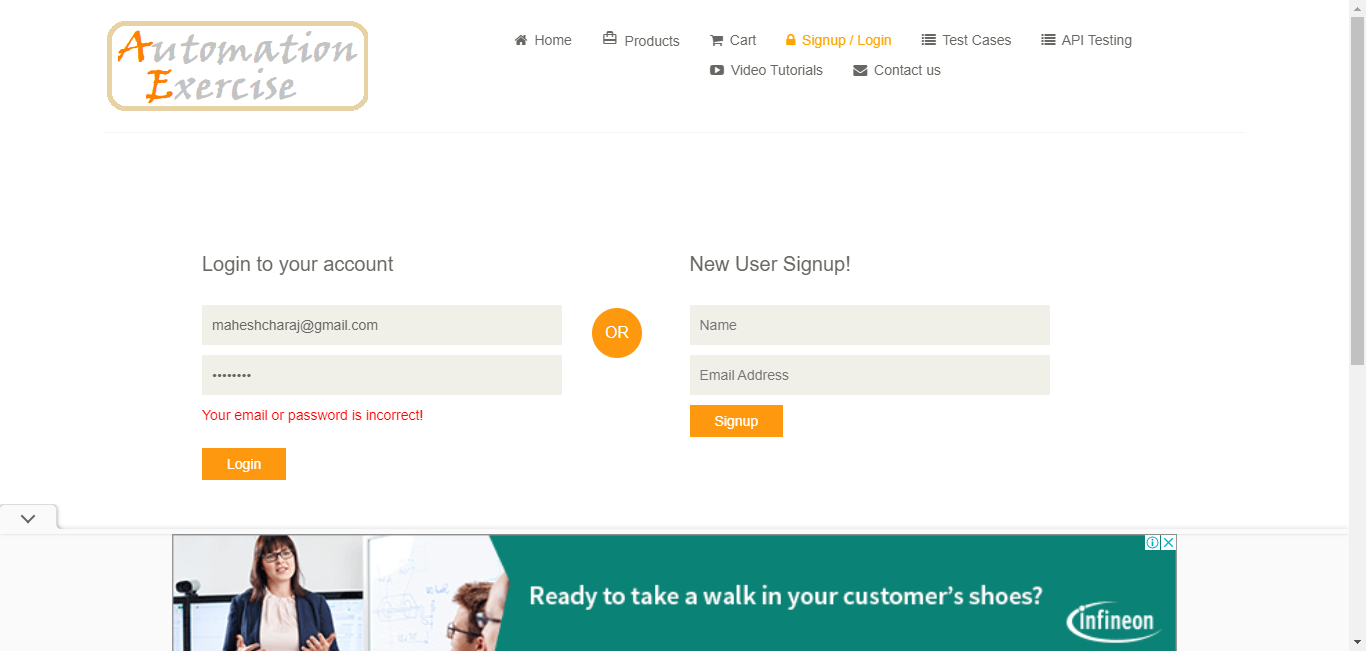 Automation
Exercise
Home
Products
Cart
Signup / Login
Test Cases
API Testing
Video Tutorials
Contact us
Login to your account
maheshcharaj@gmail.com
••••••••
Your email or password is incorrect!
Login
OR
New User Signup!
Name
Email Address
Signup
Ready to take a walk in your customer's shoes?
infineon